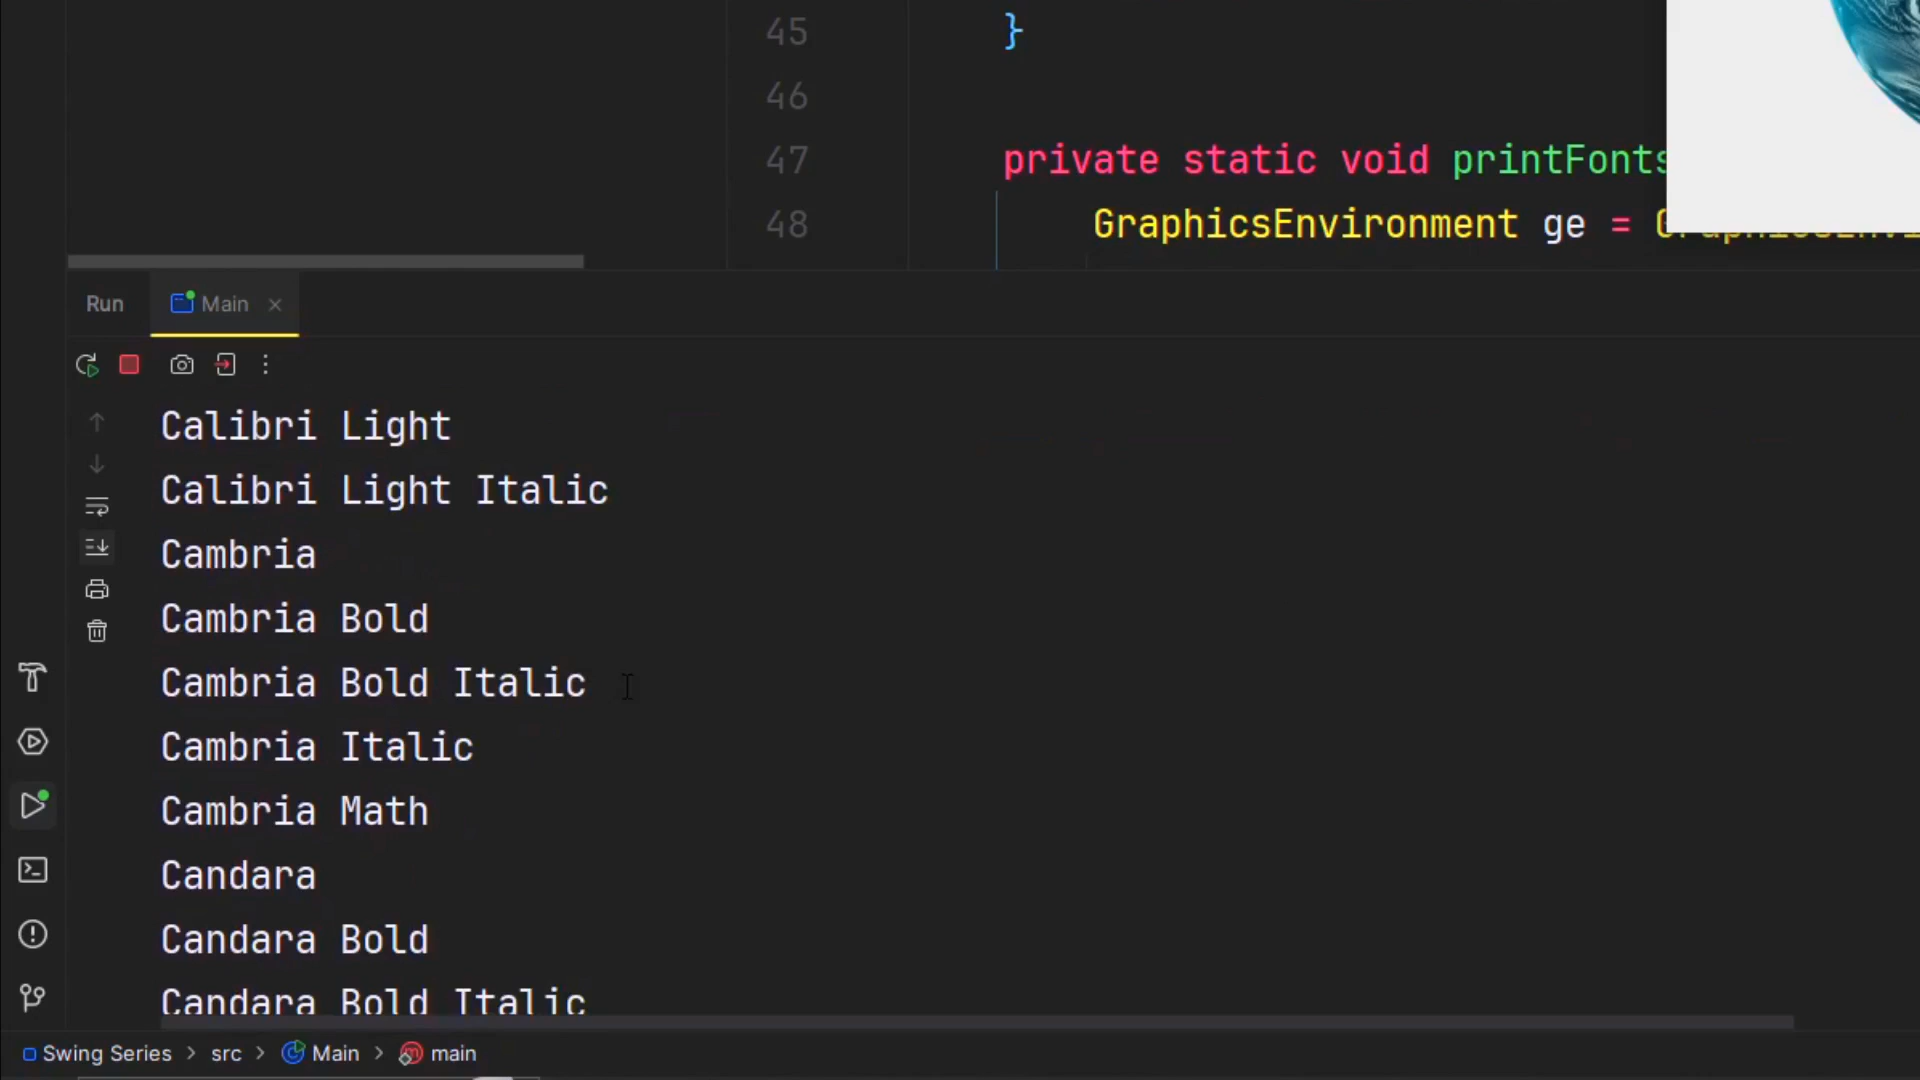 45 }
46
47 private static void printFonts
48 GraphicsEnvironment ge =
Run Main
Calibri Light
Calibri Light Italic
Cambria
Cambria Bold
Cambria Bold Italic
Cambria Italic
Cambria Math
Candara
Candara Bold
Candara Bold Italic
Swing Series > src > Main > main